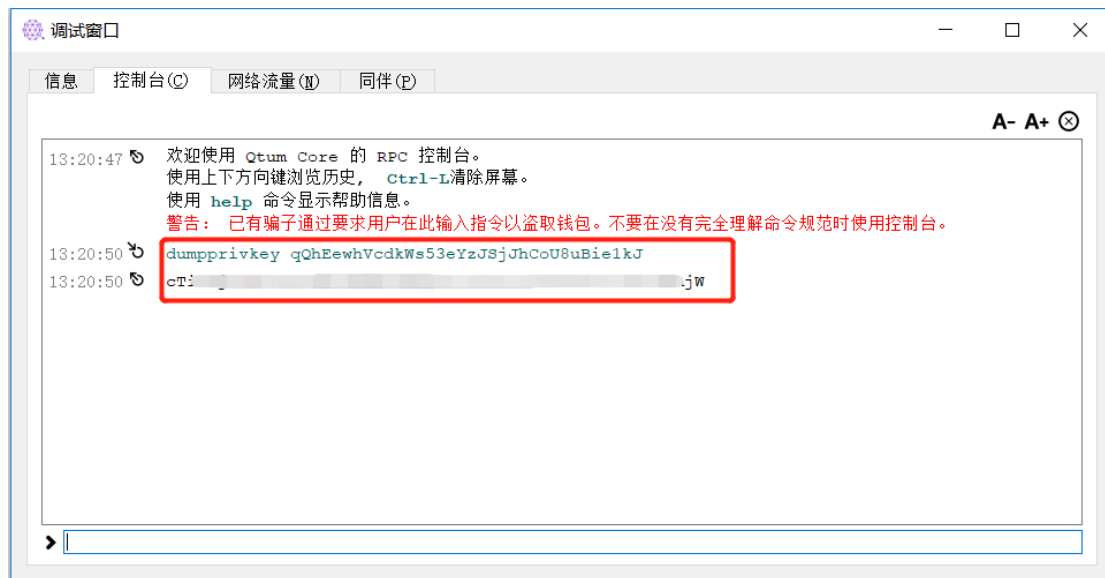 调试窗口
信息 控制台(C) 网络流量(N) 同伴(P)
A- A+
13:20:47 欢迎使用 Qtum Core 的 RPC 控制台。
使用上下方向键浏览历史, Ctrl-L清除屏幕。
使用 help 命令显示帮助信息。
警告: 已有骗子通过要求用户在此输入指令以盗取钱包。不要在没有完全理解命令规范时使用控制台。
13:20:50 dumpprivkey qQhEewhVcdkWs53eYzJSjJhCoU8uBie1kJ
13:20:50